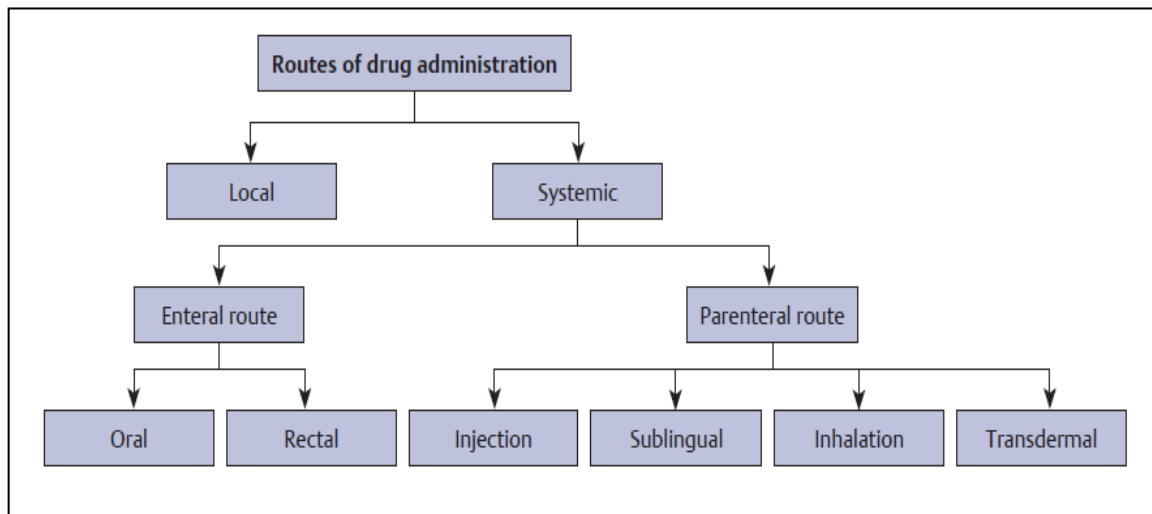 Routes of drug administration
Local
Systemic
Enteral route
Parenteral route
Oral
Rectal
Injection
Sublingual
Inhalation
Transdermal